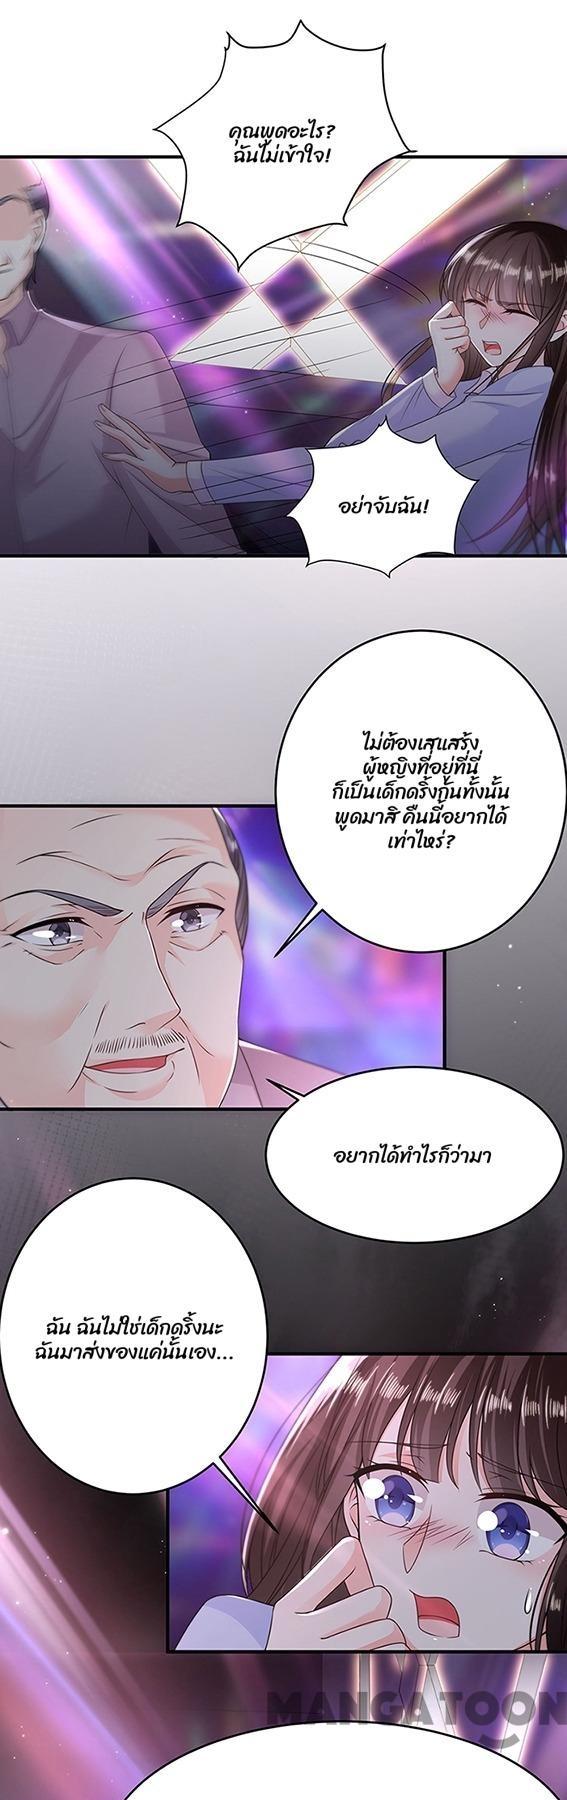 คุณพูดอะไร?
ฉันไม่เข้าใจ!
อย่าจับฉัน!
ไม่ต้องเสแสร้ง
ผู้หญิงที่อยู่ที่นี่
ก็เป็นเด็กดริ้งกันทั้งนั้น
พูดมาสิ คืนนี้อยากได้
เท่าไหร่?
อยากได้ทำไรก็ว่ามา
ฉัน ฉันไม่ใช่เด็กดริ้งนะ
ฉันมาส่งของแค่นั้นเอง...
MANGATOON